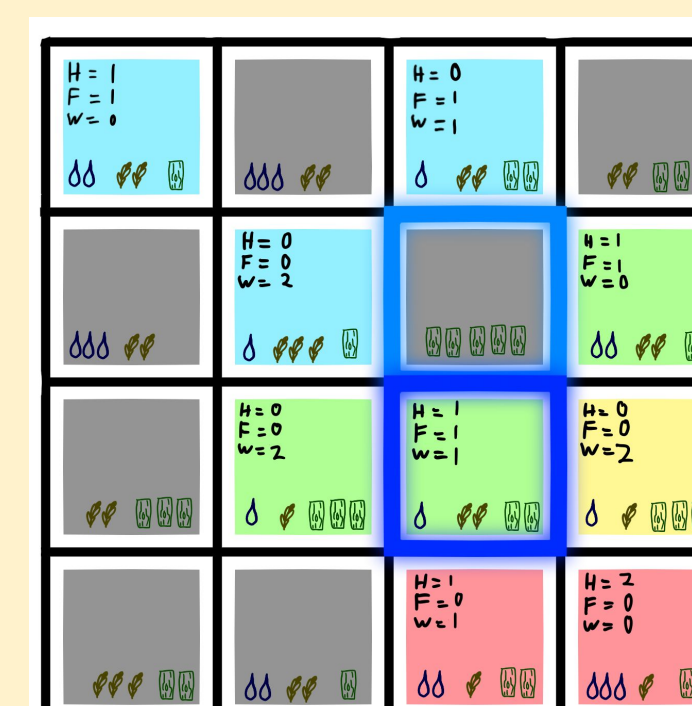 H = 1
F = 1
W = 0
H = 0
F = 1
W = 1
H = 0
F = 0
W = 2
H = 1
F = 1
W = 0
H = 0
F = 0
W = 2
H = 1
F = 1
W = 1
H = 0
F = 0
W = 2
H = 1
F = 0
W = 1
H = 2
F = 0
W = 0